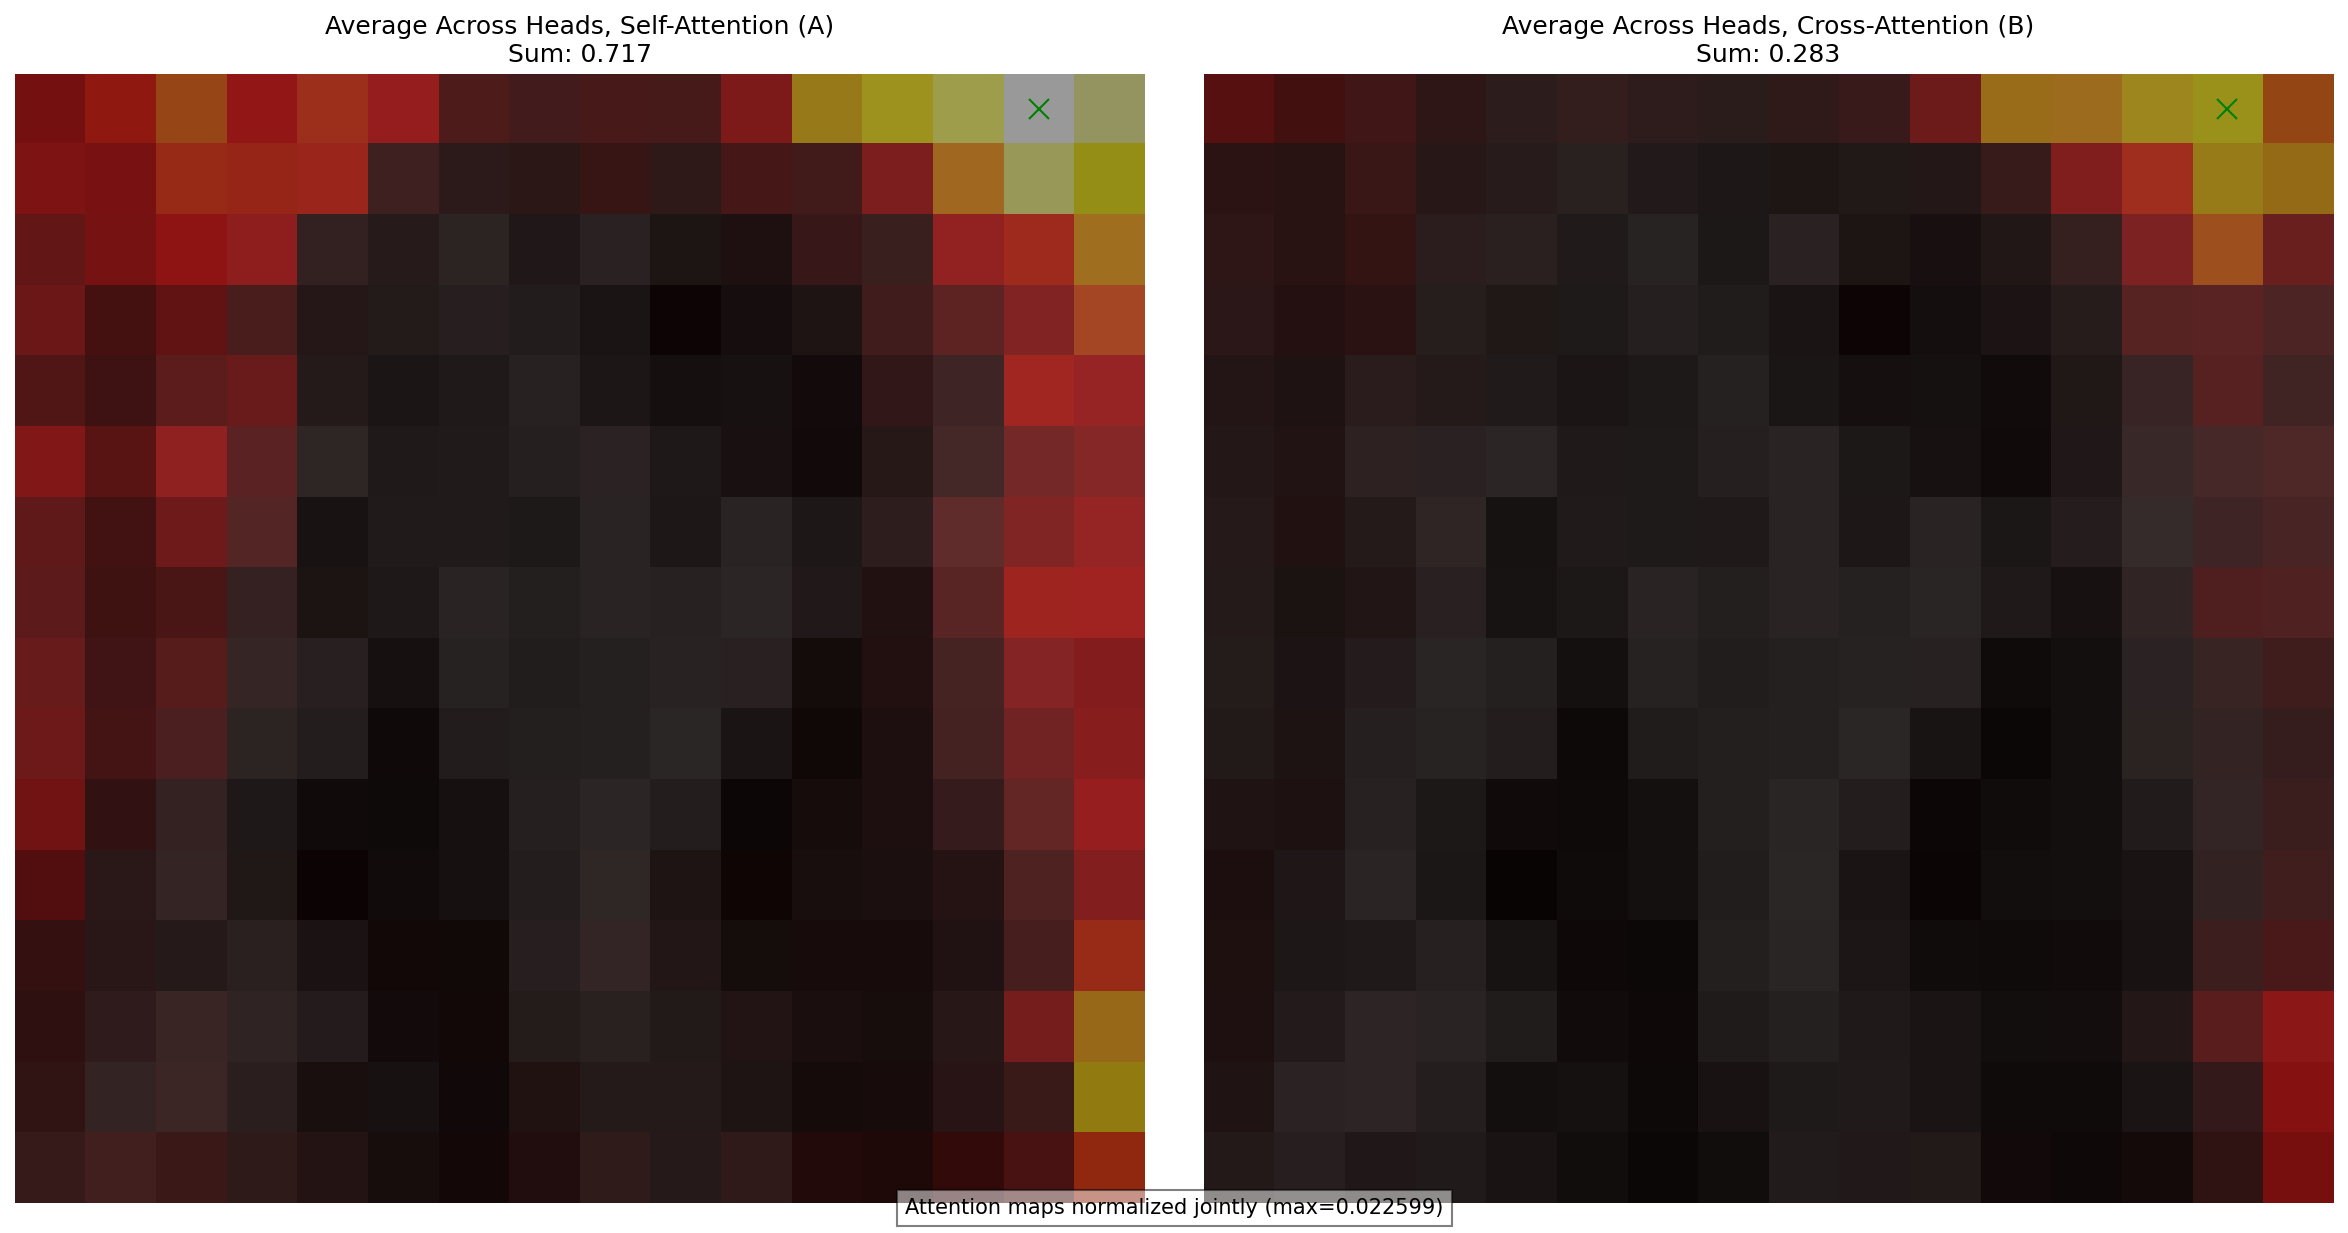 Average Across Heads, Self-Attention (A)
Sum: 0.717
Average Across Heads, Cross-Attention (B)
Sum: 0.283
Attention maps normalized jointly (max=0.022599)